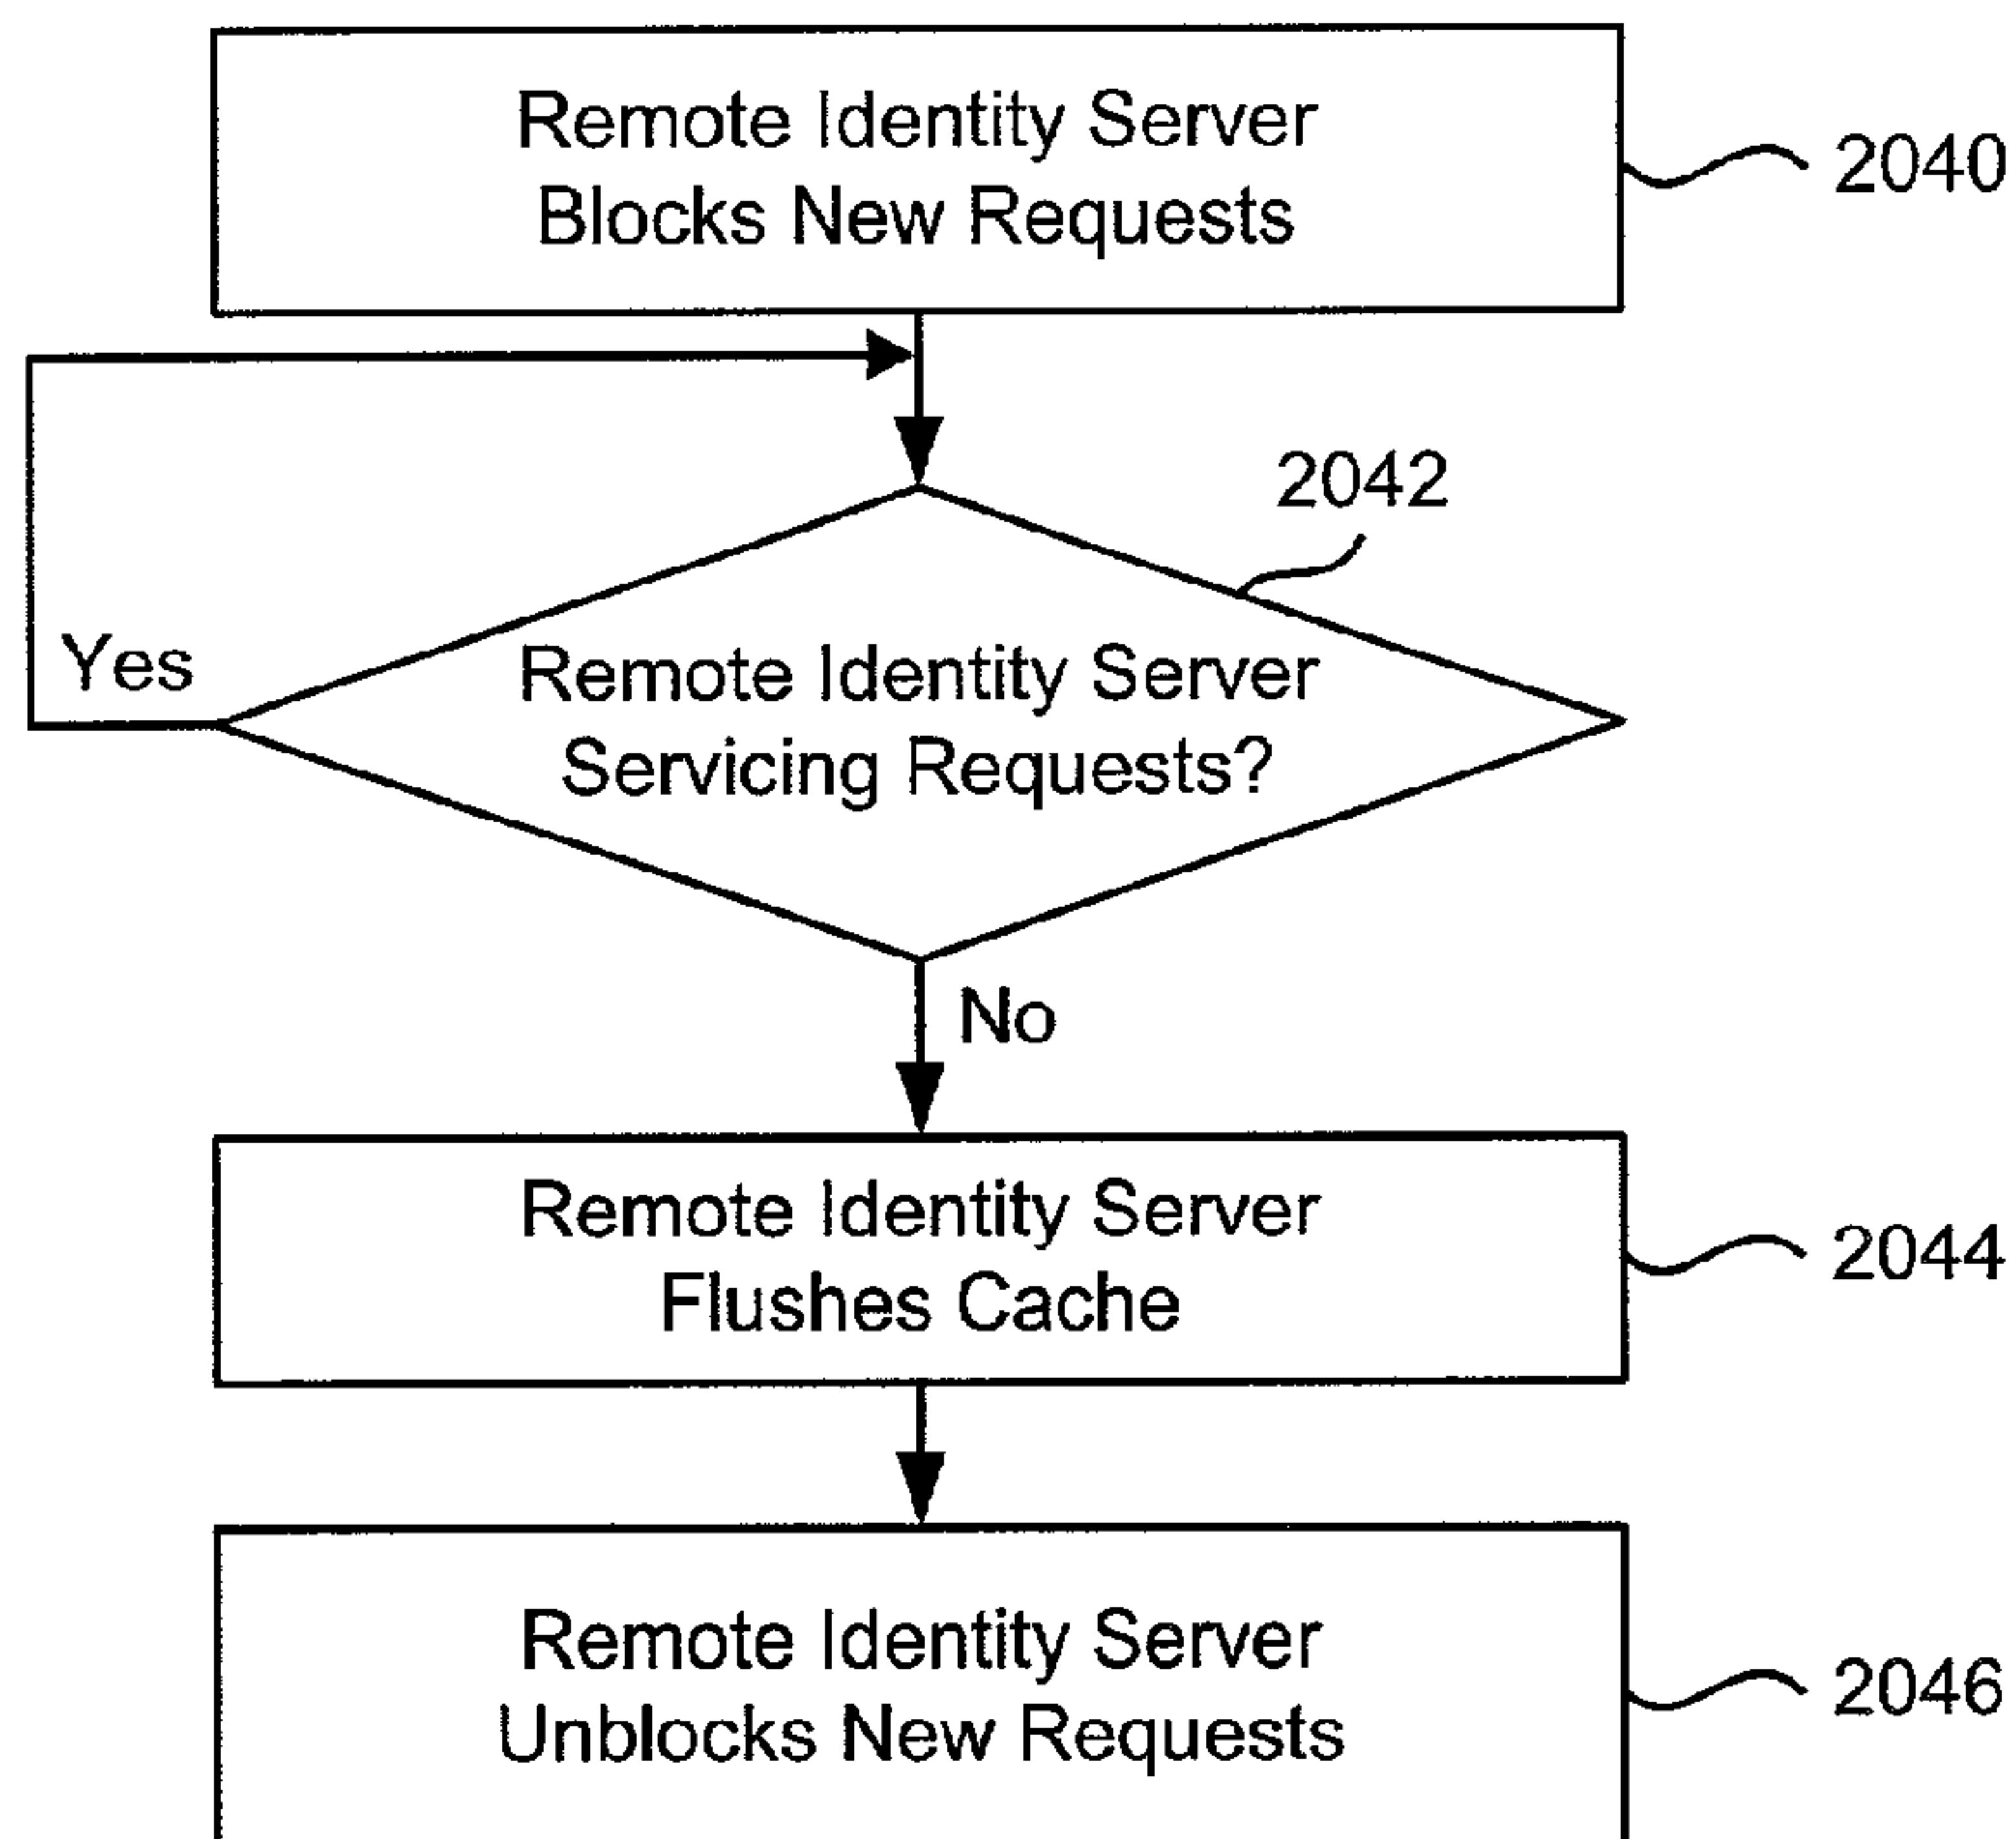 Remote Identity Server
Blocks New Requests
2040
2042
Yes
Remote Identity Server
Servicing Requests?
No
Remote Identity Server
Flushes Cache
2044
Remote Identity Server
Unblocks New Requests
2046